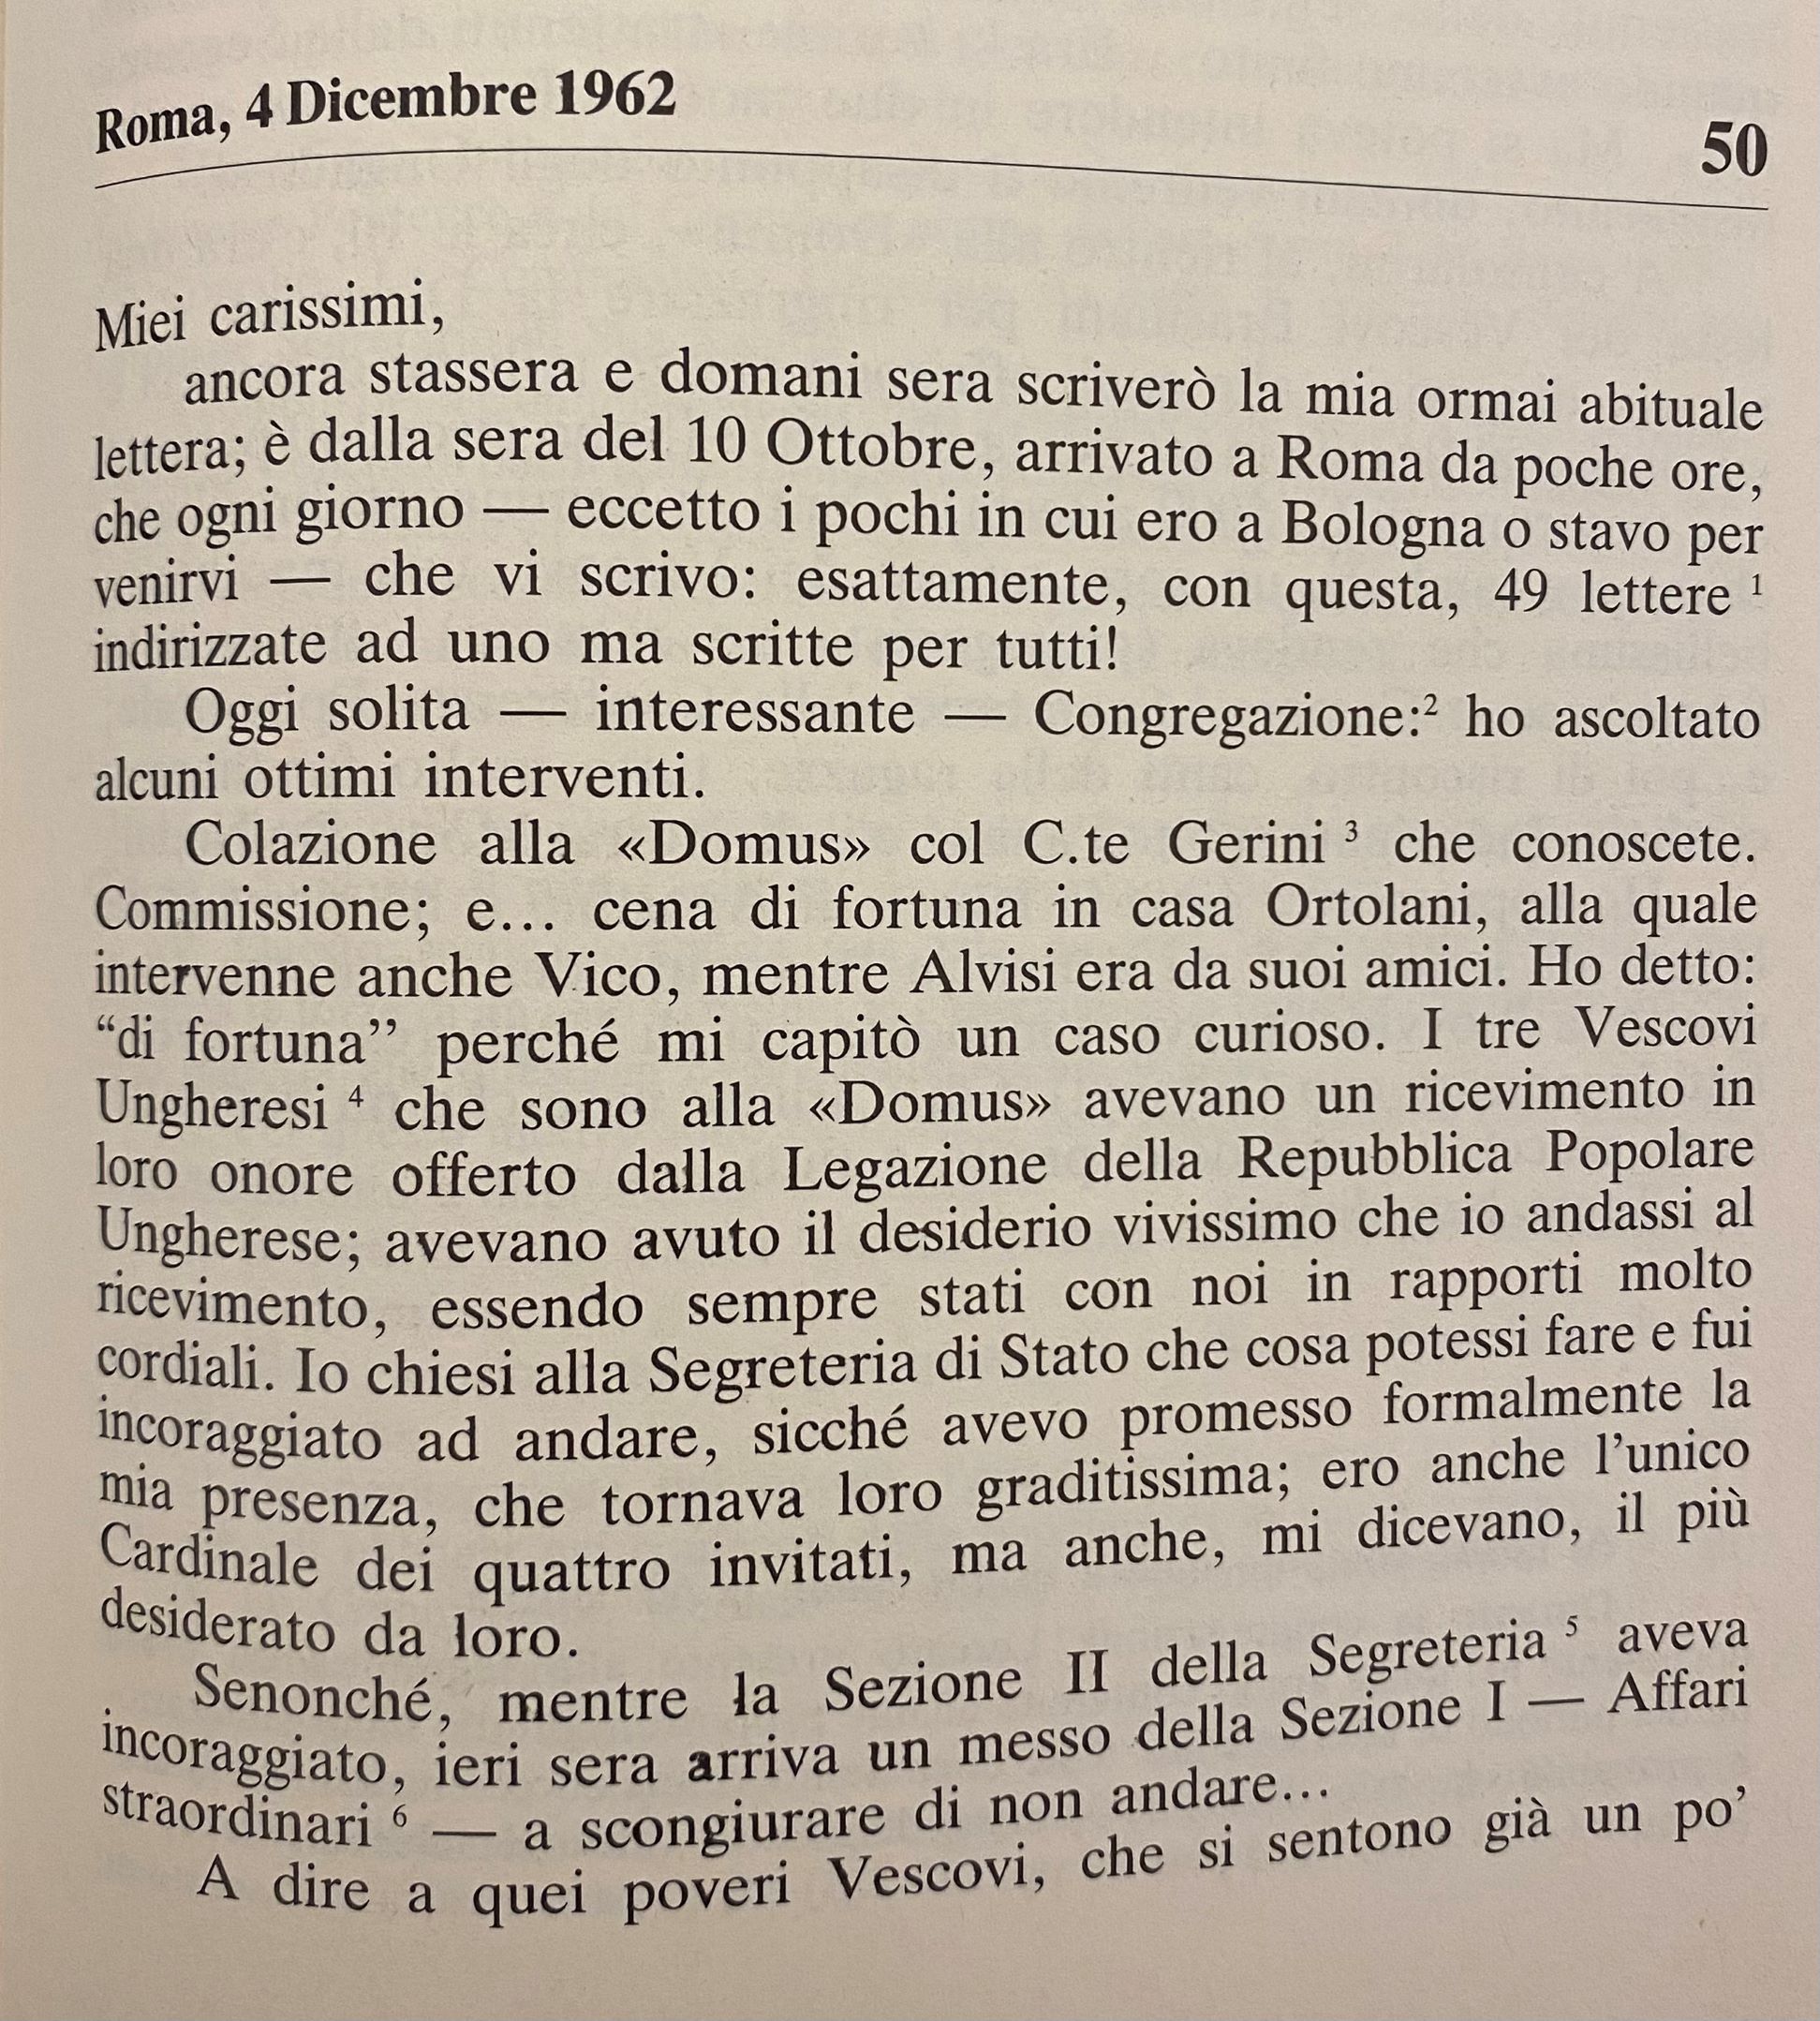 Roma, 4 Dicembre 1962
50
Miei carissimi,
ancora stassera e domani sera scriverò la mia ormai abituale
lettera; è dalla sera del 10 Ottobre, arrivato a Roma da poche ore,
che ogni giorno — eccetto i pochi in cui ero a Bologna o stavo per
venirvi — che vi scrivo: esattamente, con questa, 49 lettere ¹
indirizzate ad uno ma scritte per tutti!
Oggi solita — interessante — Congregazione:² ho ascoltato
alcuni ottimi interventi.
Colazione alla «Domus» col C.te Gerini ³ che conoscete.
Commissione; e... cena di fortuna in casa Ortolani, alla quale
intervenne anche Vico, mentre Alvisi era da suoi amici. Ho detto:
“di fortuna’’ perché mi capitò un caso curioso. I tre Vescovi
Ungheresi ⁴ che sono alla «Domus» avevano un ricevimento in
loro onore offerto dalla Legazione della Repubblica Popolare
Ungherese; avevano avuto il desiderio vivissimo che io andassi al
ricevimento, essendo sempre stati con noi in rapporti molto
cordiali. Io chiesi alla Segreteria di Stato che cosa potessi fare e fui
incoraggiato ad andare, sicché avevo promesso formalmente la
mia presenza, che tornava loro graditissima; ero anche l’unico
Cardinale dei quattro invitati, ma anche, mi dicevano, il più
desiderato da loro.
Senonché, mentre la Sezione II della Segreteria ⁵ aveva
incoraggiato, ieri sera arriva un messo della Sezione I — Affari
straordinari ⁶ — a scongiurare di non andare...
A dire a quei poveri Vescovi, che si sentono già un po’